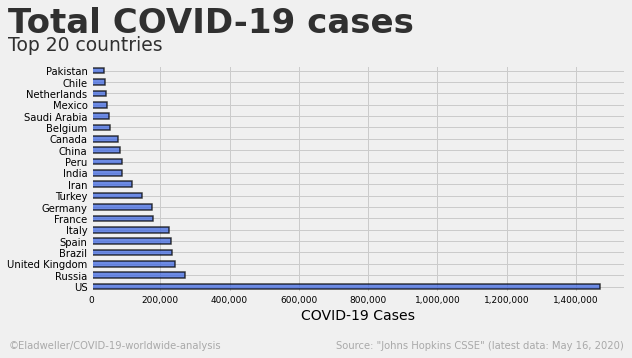 Total COVID-19 cases
Top 20 countries
Pakistan
Chile
Netherlands
Mexico
Saudi Arabia
Belgium
Canada
China
Peru
India
Iran
Turkey
Germany
France
Italy
Spain
Brazil
United Kingdom
Russia
US
0 200,000 400,000 600,000 800,000 1,000,000 1,200,000 1,400,000
COVID-19 Cases
©Eladweller/COVID-19-worldwide-analysis Source: "Johns Hopkins CSSE" (latest data: May 16, 2020)